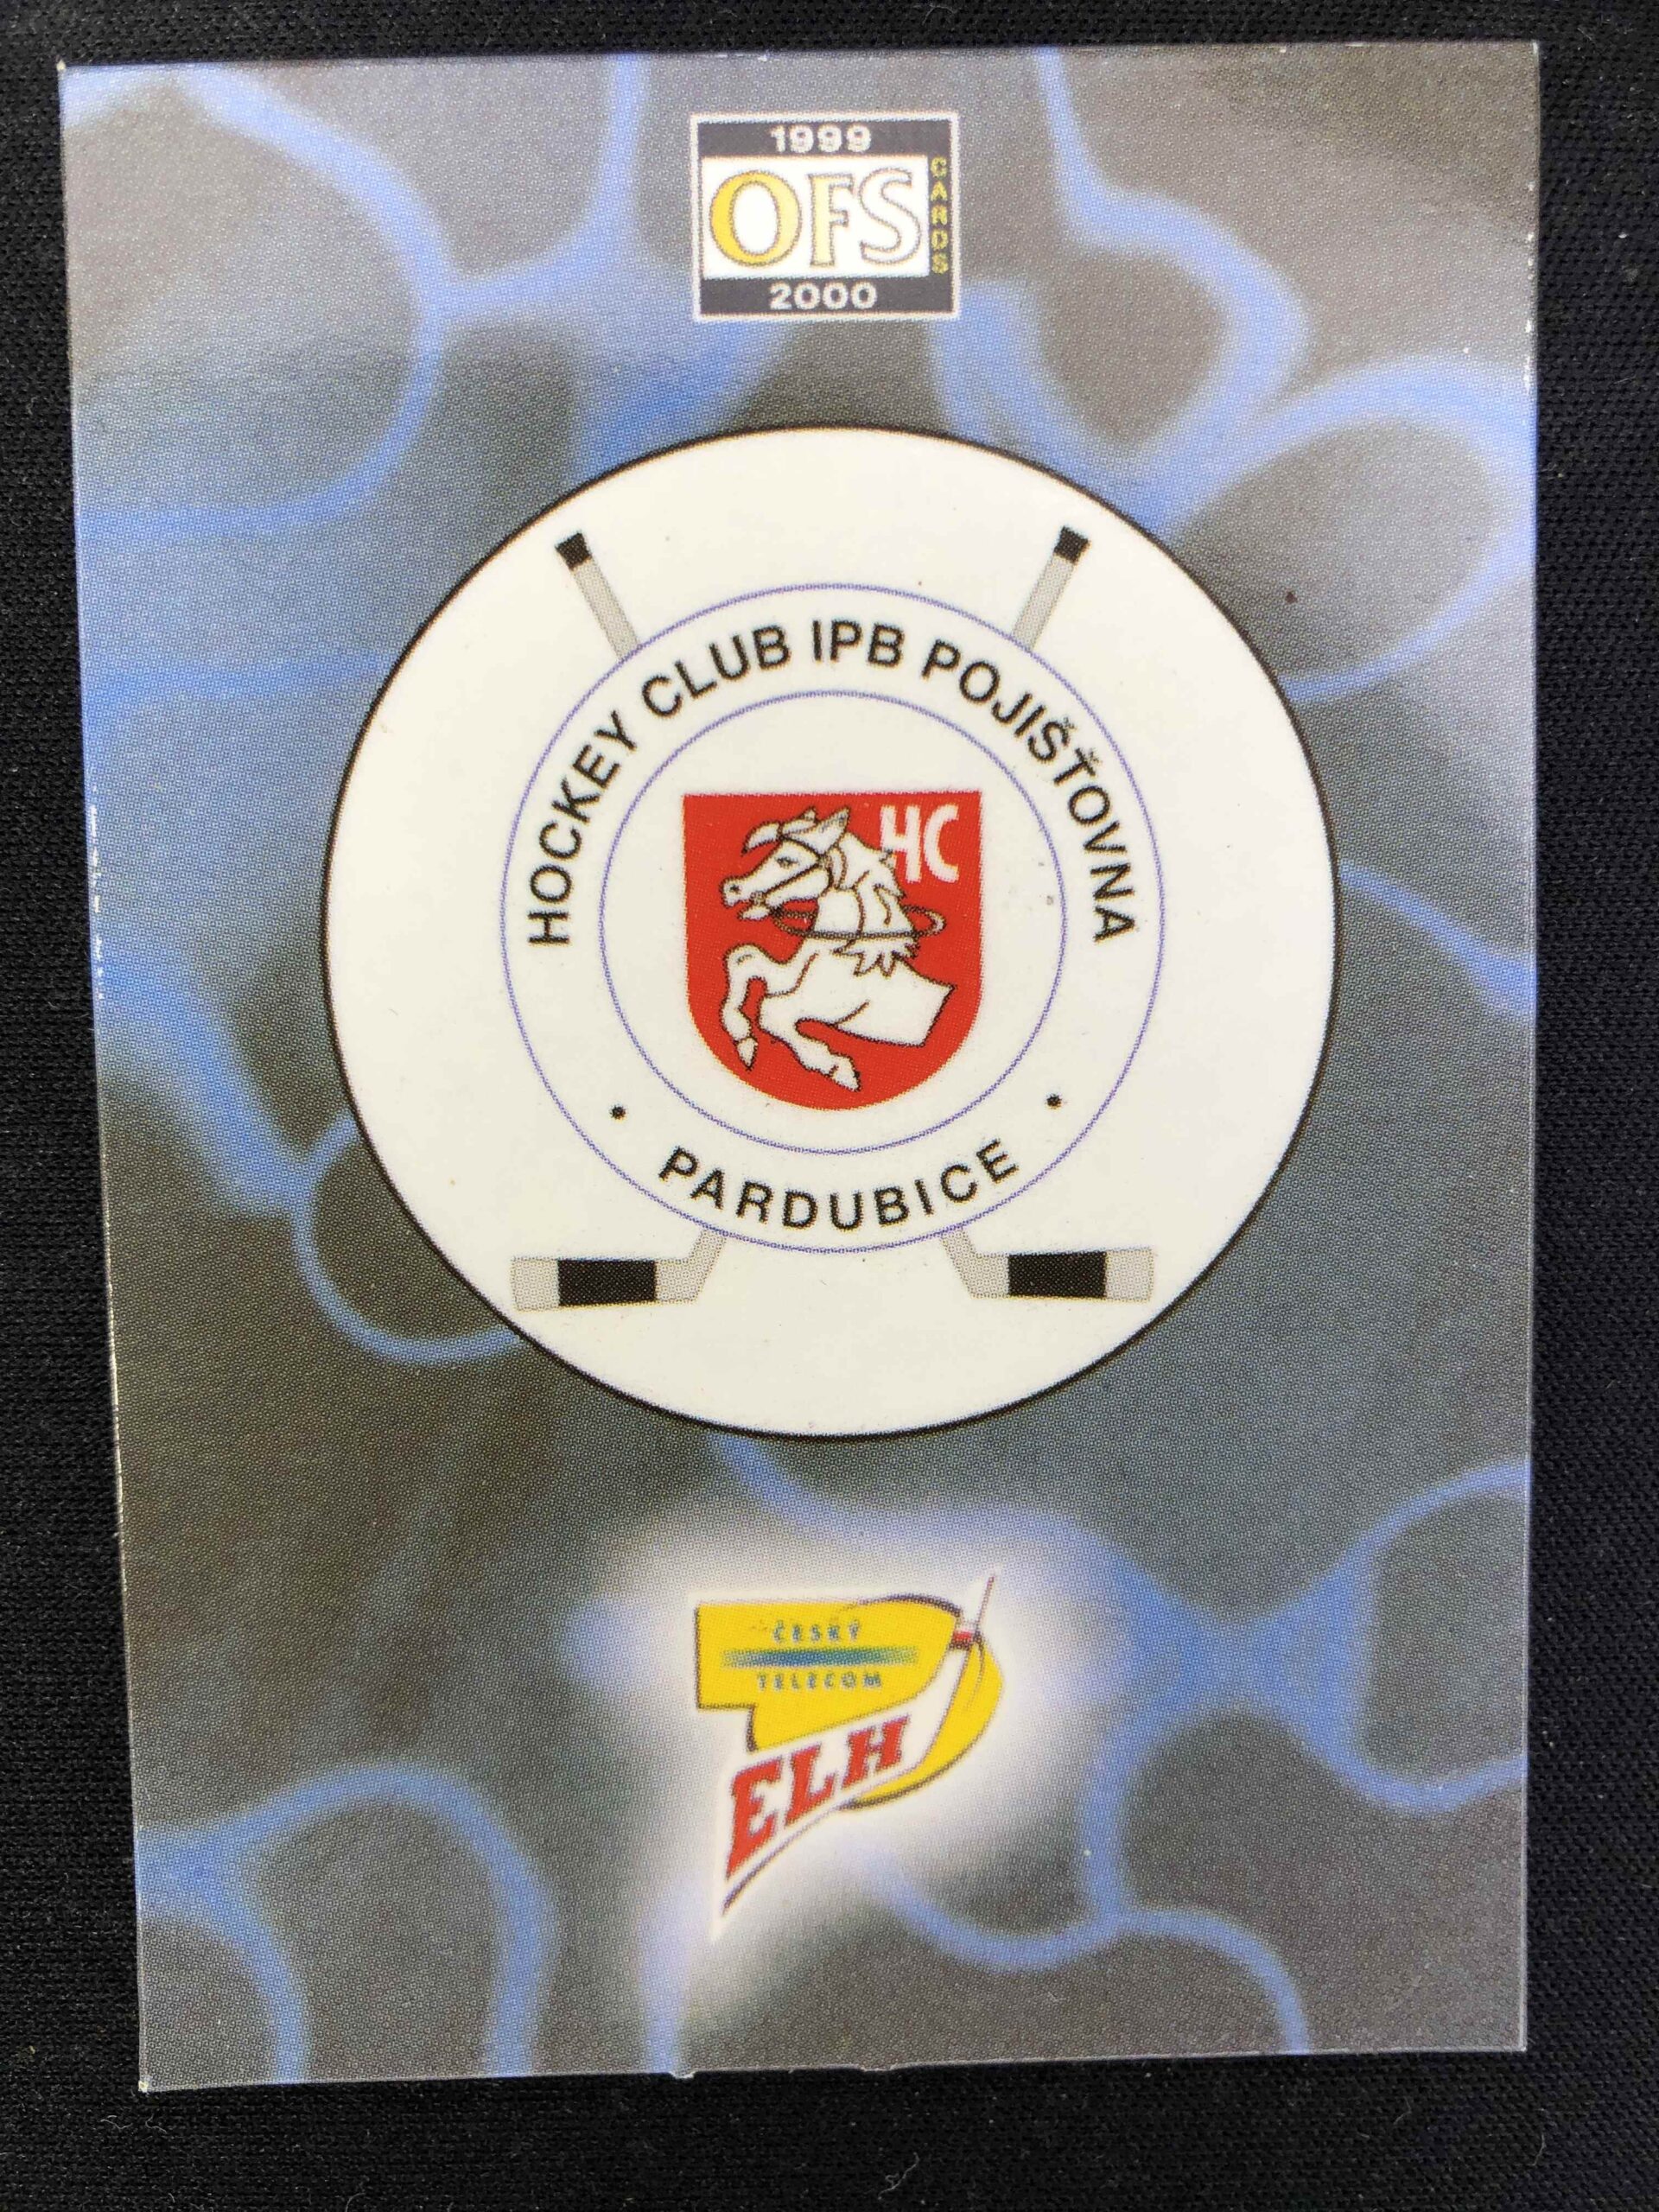 1999
OFS
CARDS
2000
HOCKEY CLUB IPB POJIŠŤOVNA
HC
• PARDUBICE •
ČESKÝ
TELECOM
ELH